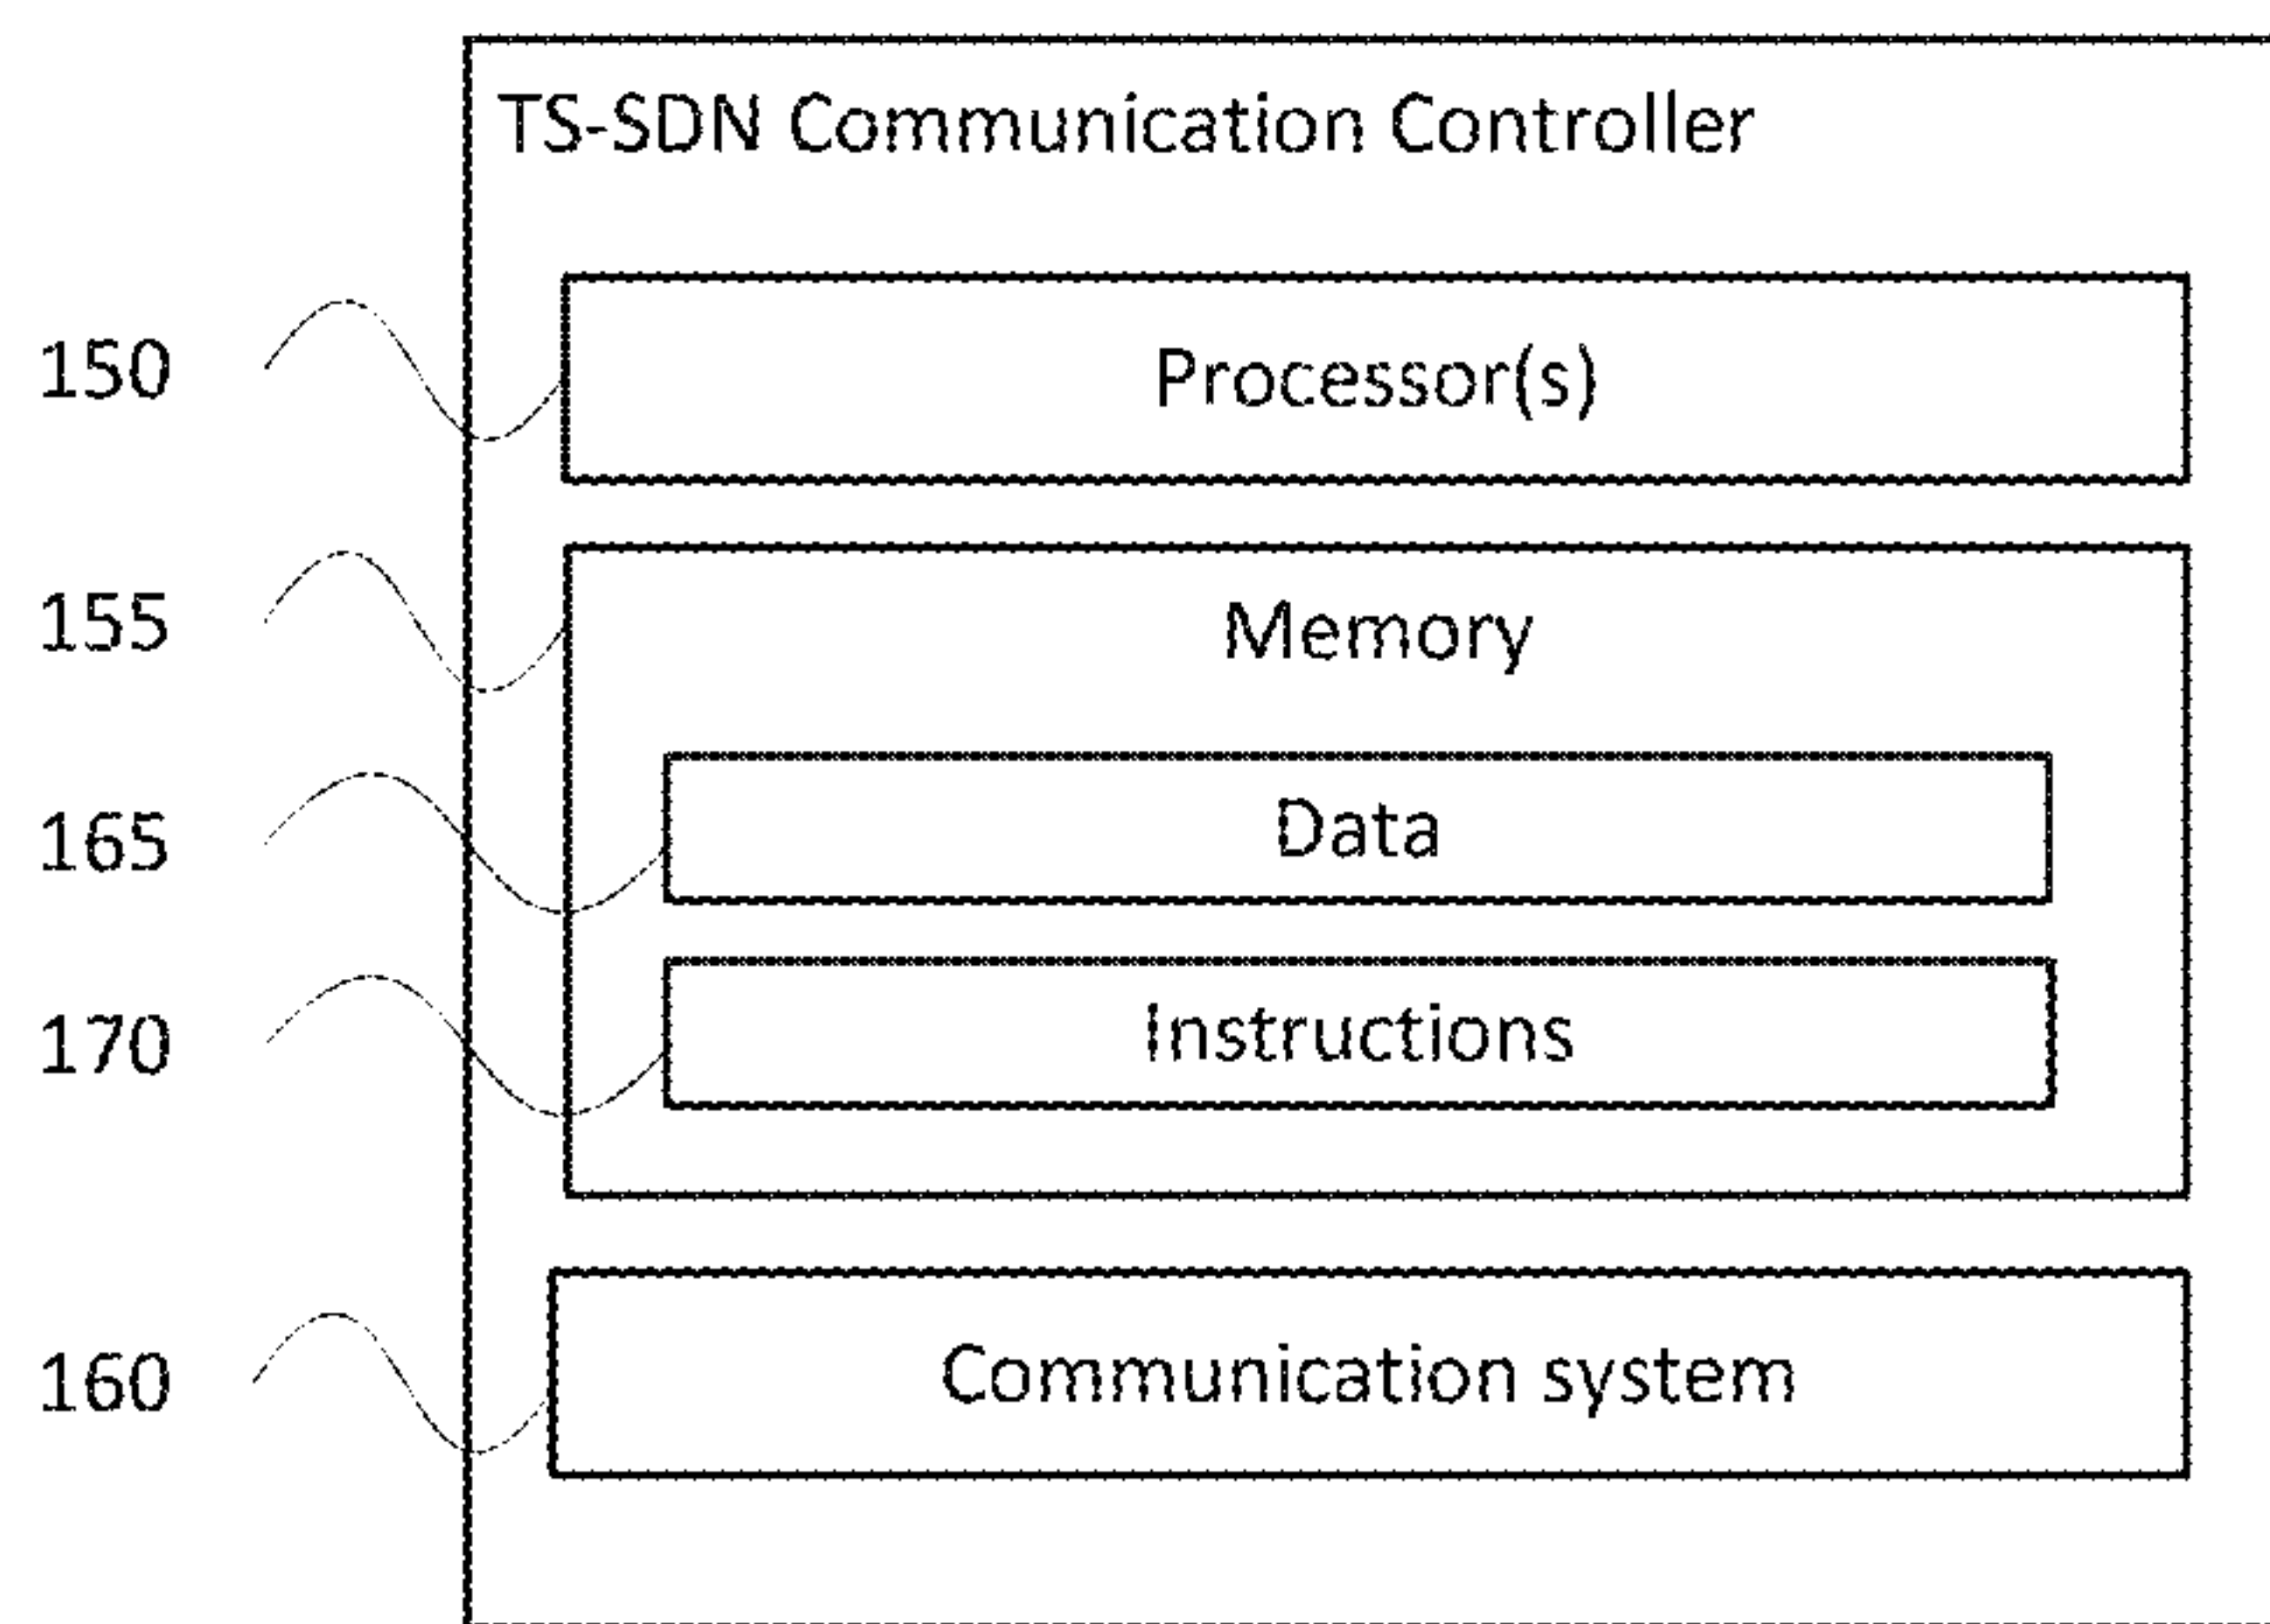 TS-SDN Communication Controller
150
Processor(s)
155
Memory
165
Data
170
Instructions
160
Communication system